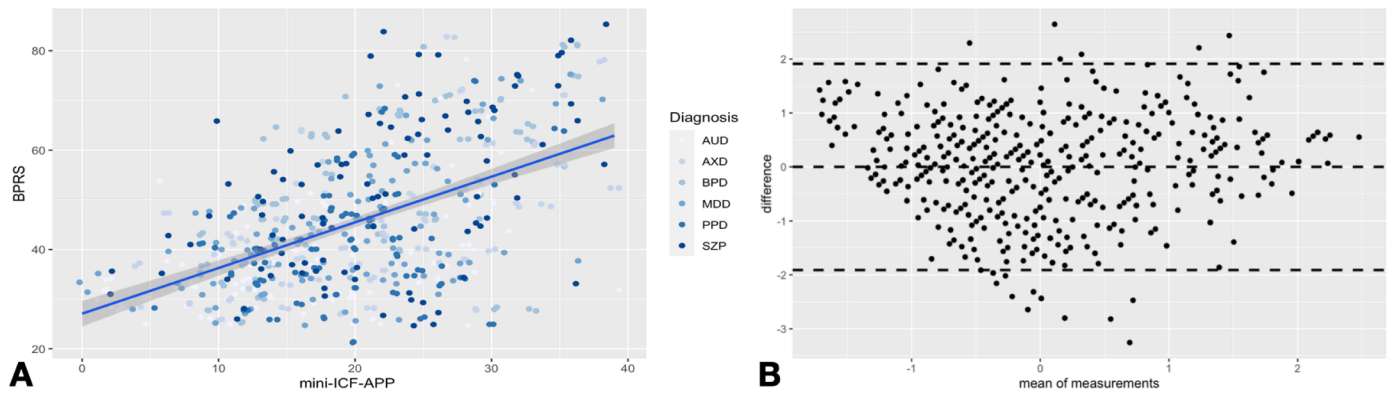 80
60
40
20
BPRS
0
10
20
30
40
mini-ICF-APP
A
Diagnosis
AUD
AXD
BPD
MDD
PPD
SZP
2
1
0
-1
-2
-3
difference
-1
0
1
2
mean of measurements
B